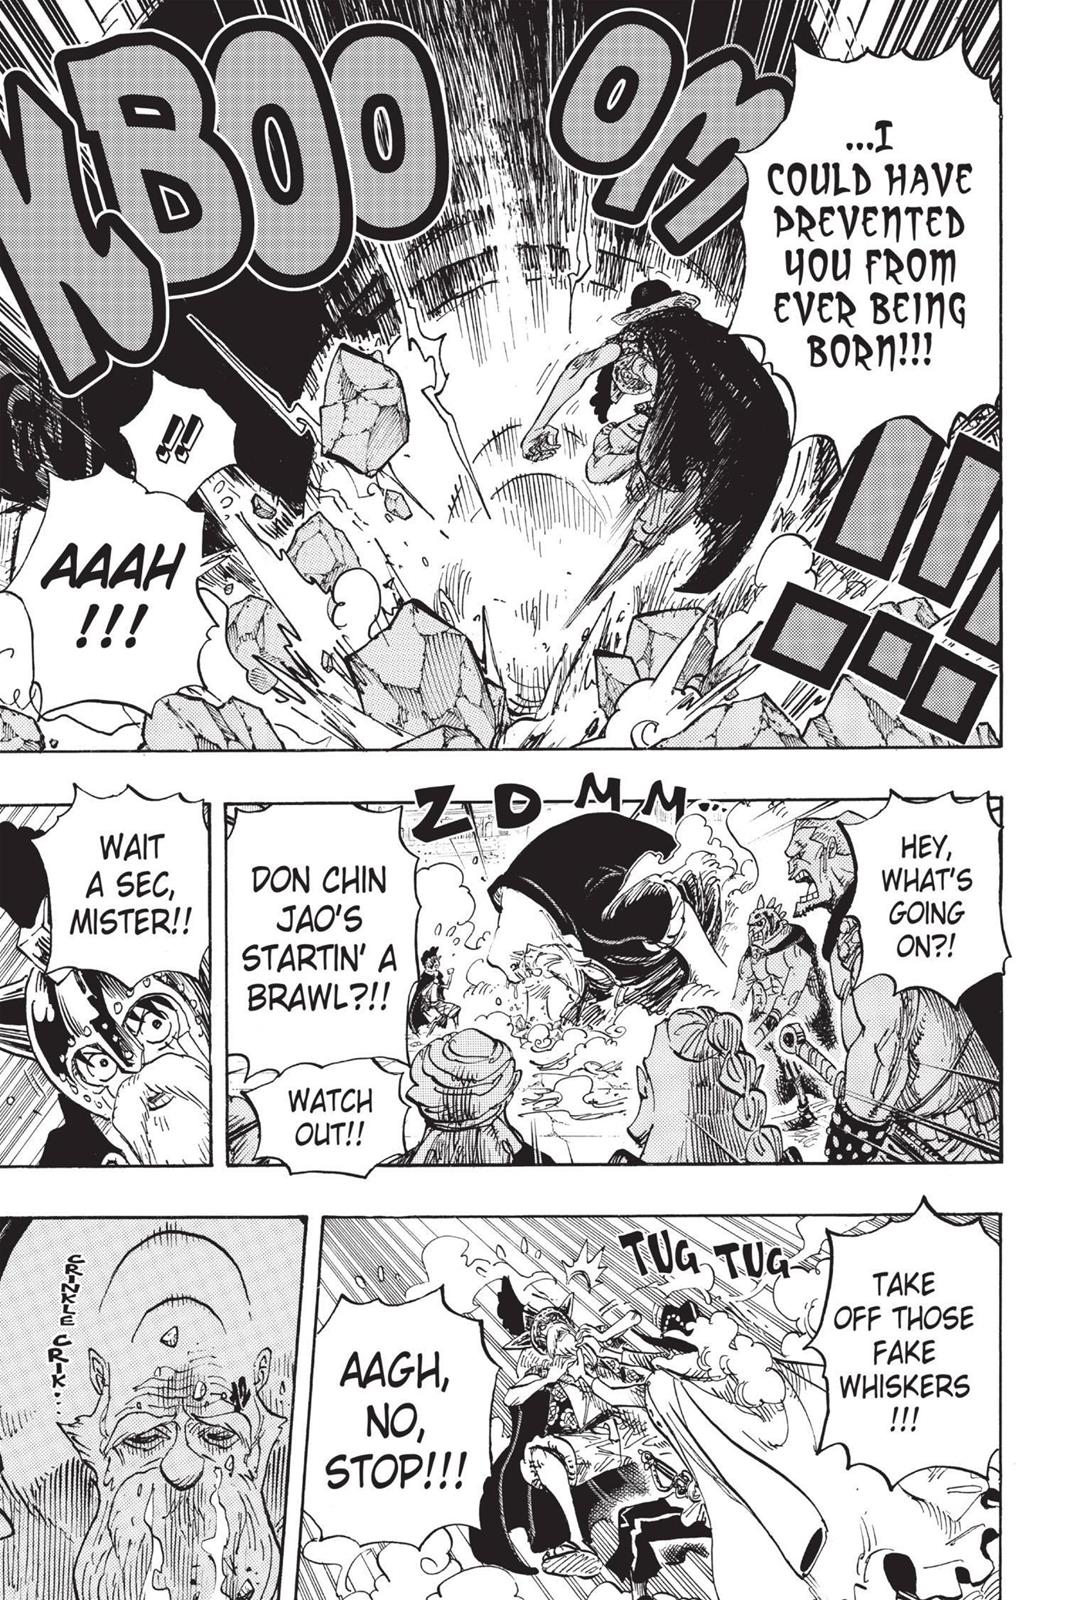 ...I
COULD HAVE
PREVENTED
YOU FROM
EVER BEING
BORN!!!
BOO
OM
!!
AAAH
!!!
HEY,
WHAT'S
GOING
ON?!
ZDMM...
DON CHIN
JAO'S
STARTIN' A
BRAWL?!!
WATCH
OUT!!
WAIT
A SEC,
MISTER!!
TAKE
OFF THOSE
FAKE
WHISKERS
!!!
TUG TUG
AAGH,
NO,
STOP!!!
CRINKLE CRIK...